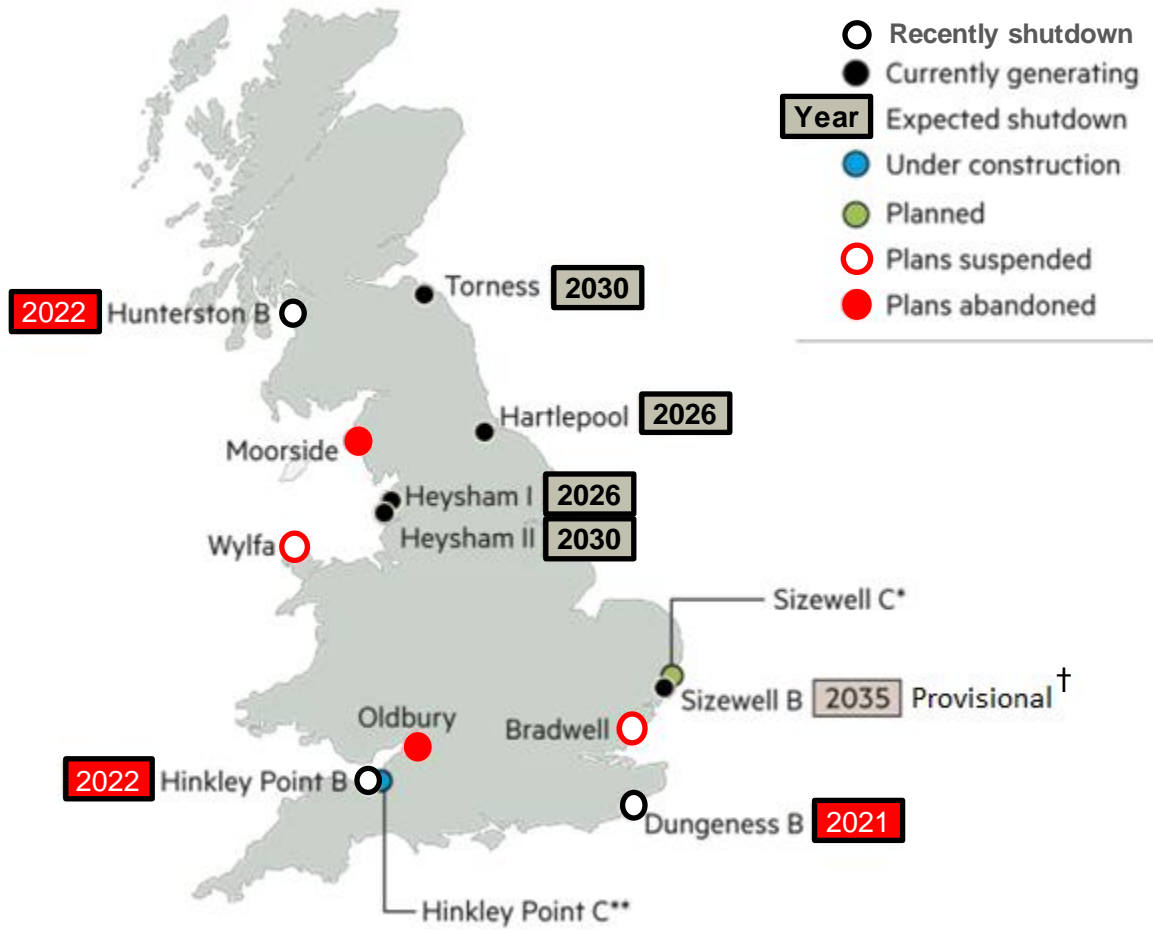 Recently shutdown
Currently generating
Year Expected shutdown
Under construction
Planned
Plans suspended
Plans abandoned
Torness 2030
2022 Hunterston B
Hartlepool 2026
Moorside
Heysham I 2026
Heysham II 2030
Wylfa
Sizewell C*
Sizewell B 2035 Provisional†
Oldbury
Bradwell
2022 Hinkley Point B
Dungeness B 2021
Hinkley Point C**